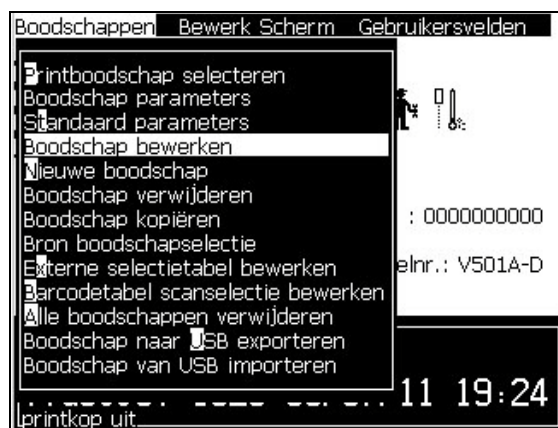 Boodschappen Bewerk Scherm Gebruikersvelden
Printboodschap selecteren
Boodschap parameters
Standaard parameters
Boodschap bewerken
Nieuwe boodschap
Boodschap verwijderen
Boodschap kopiëren
: 0000000000
Bron boodschapselectie
Externe selectietabel bewerken
elnr.: V501A-D
Barcodetabel scanselectie bewerken
Alle boodschappen verwijderen
Boodschap naar USB exporteren
Boodschap van USB importeren
11 19:24
printkop uit